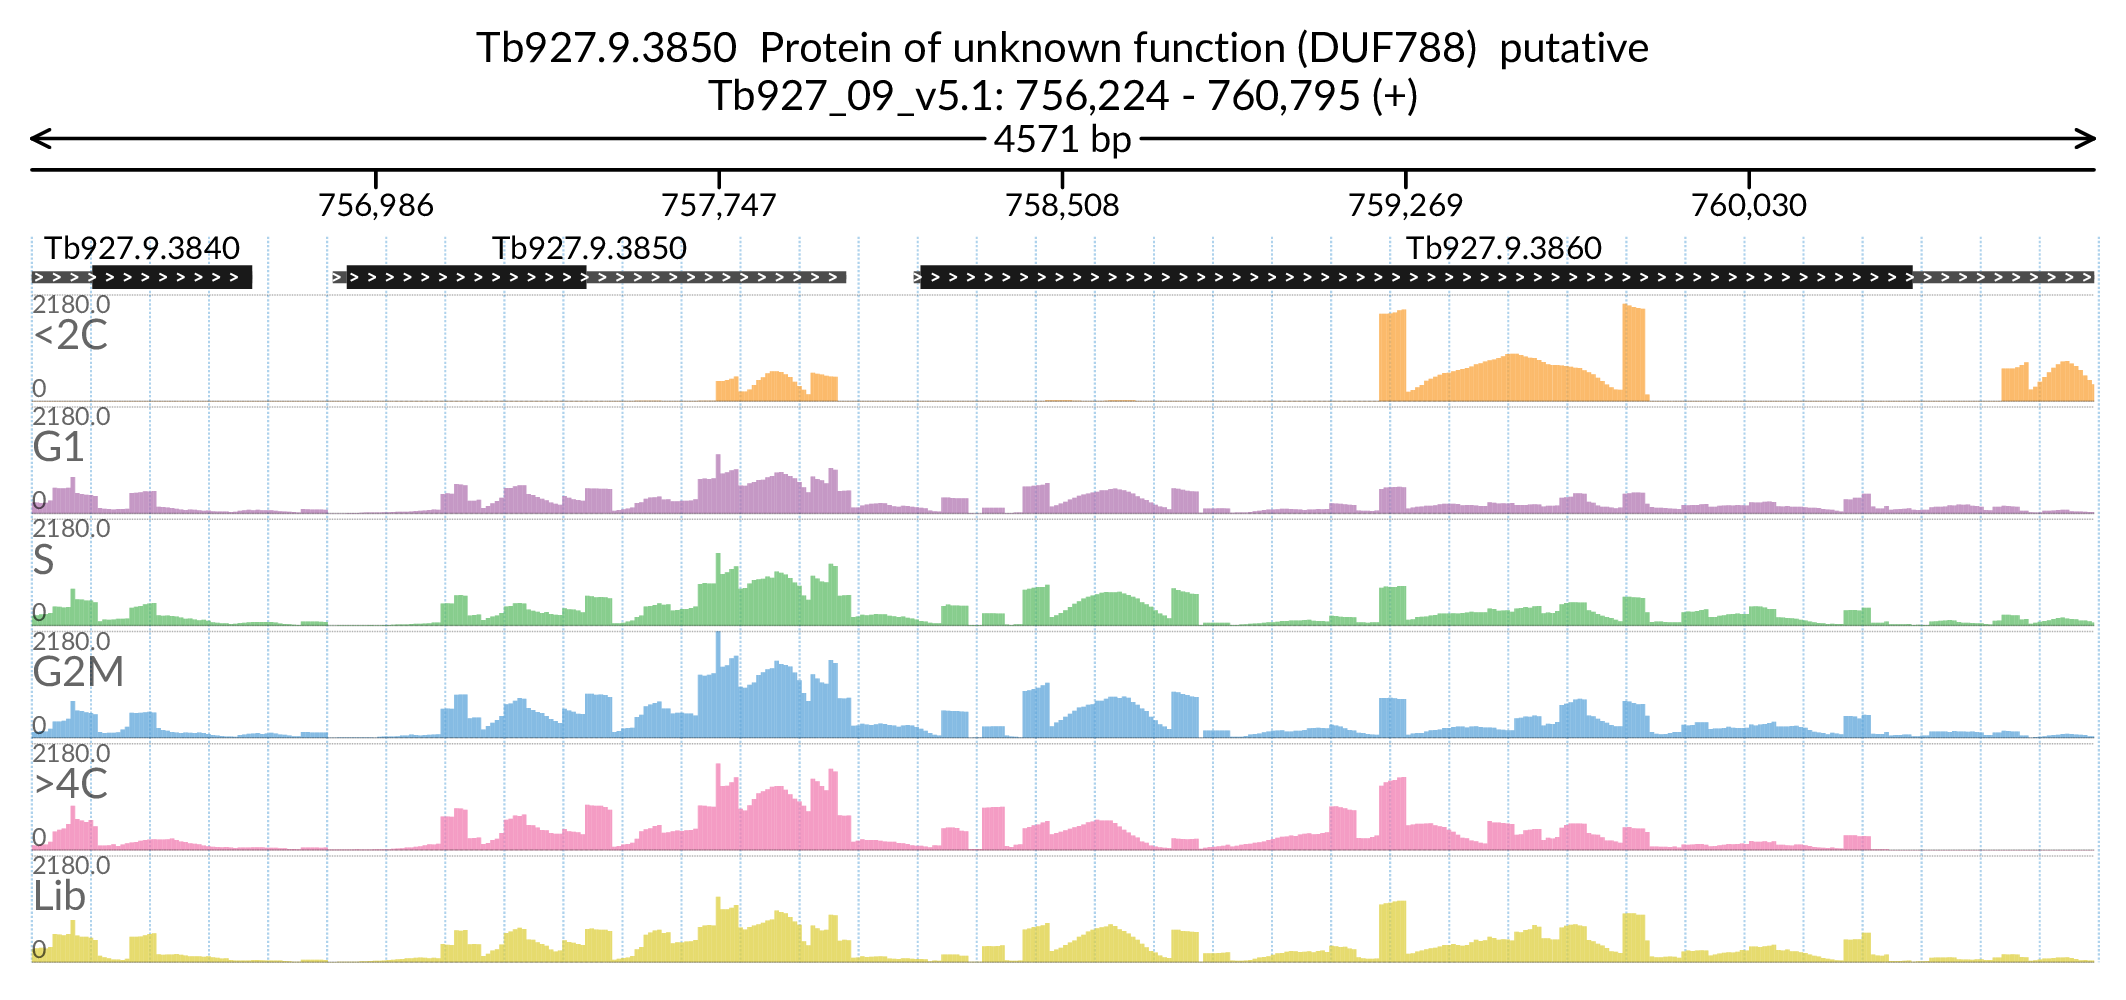 Tb927.9.3850  Protein of unknown function (DUF788)  putative
Tb927_09_v5.1: 756,224 - 760,795 (+)
4571 bp
756,986 757,747 758,508 759,269 760,030
Tb927.9.3840 Tb927.9.3850 Tb927.9.3860
2180.0
<2C
0
2180.0
G1
0
2180.0
S
0
2180.0
G2M
0
2180.0
>4C
0
2180.0
Lib
0